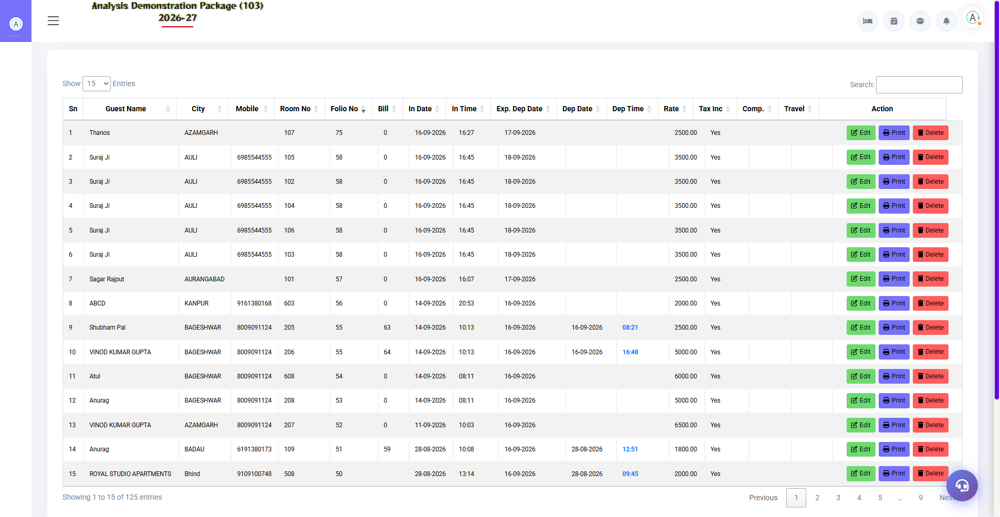 Analysis Demonstration Package (103)
2026-27
A
A
Show 15 Entries
Search:
Sn Guest Name City Mobile Room No Folio No Bill In Date In Time Exp. Dep Date Dep Date Dep Time Rate Tax Inc Comp. Travel Action
1 Thanos AZAMGARH 107 75 0 16-09-2026 16:27 17-09-2026 2500.00 Yes Edit Print Delete
2 Suraj Ji AULI 6985544555 105 58 0 16-09-2026 16:45 18-09-2026 3500.00 Yes Edit Print Delete
3 Suraj Ji AULI 6985544555 102 58 0 16-09-2026 16:45 18-09-2026 3500.00 Yes Edit Print Delete
4 Suraj Ji AULI 6985544555 104 58 0 16-09-2026 16:45 18-09-2026 3500.00 Yes Edit Print Delete
5 Suraj Ji AULI 6985544555 106 58 0 16-09-2026 16:45 18-09-2026 3500.00 Yes Edit Print Delete
6 Suraj Ji AULI 6985544555 103 58 0 16-09-2026 16:45 18-09-2026 3500.00 Yes Edit Print Delete
7 Sagar Rajput AURANGABAD 101 57 0 16-09-2026 16:07 17-09-2026 2500.00 Yes Edit Print Delete
8 ABCD KANPUR 9161380168 603 56 0 14-09-2026 20:53 16-09-2026 2000.00 Yes Edit Print Delete
9 Shubham Pal BAGESHWAR 8009091124 205 55 63 14-09-2026 10:13 16-09-2026 16-09-2026 08:21 2500.00 Yes Edit Print Delete
10 VINOD KUMAR GUPTA BAGESHWAR 8009091124 206 55 64 14-09-2026 10:13 16-09-2026 16-09-2026 16:48 5000.00 Yes Edit Print Delete
11 Atul BAGESHWAR 8009091124 608 54 0 14-09-2026 08:11 16-09-2026 6000.00 Yes Edit Print Delete
12 Anurag BAGESHWAR 8009091124 208 53 0 14-09-2026 08:11 16-09-2026 5000.00 Yes Edit Print Delete
13 VINOD KUMAR GUPTA AZAMGARH 8009091124 207 52 0 11-09-2026 10:03 16-09-2026 6500.00 Yes Edit Print Delete
14 Anurag BADAU 6191380173 109 51 59 28-08-2026 10:08 16-09-2026 28-08-2026 12:51 1800.00 Yes Edit Print Delete
15 ROYAL STUDIO APARTMENTS Bhind 9109100748 508 50 28-08-2026 13:14 16-09-2026 28-08-2026 09:45 2000.00 Yes Edit Print Delete
Showing 1 to 15 of 125 entries
Previous 1 2 3 4 5 … 9 Next